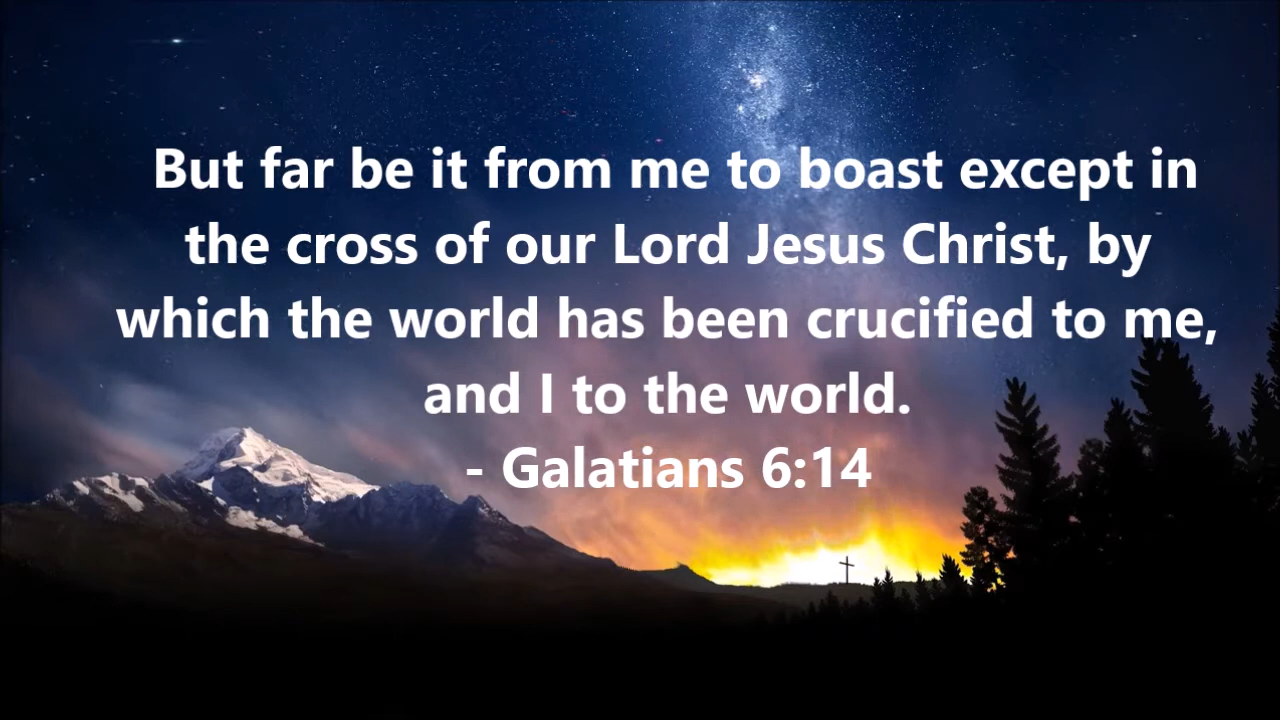 But far be it from me to boast except in
the cross of our Lord Jesus Christ, by
which the world has been crucified to me,
and I to the world.
- Galatians 6:14